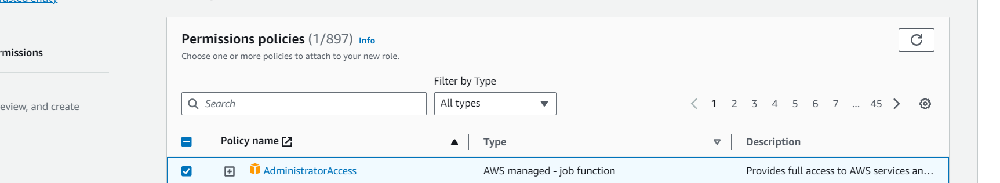 rusted entity
rmissions
eview, and create
Permissions policies (1/897) Info
Choose one or more policies to attach to your new role.
Filter by Type
Search
All types
1 2 3 4 5 6 7 ... 45
Policy name Type Description
AdministratorAccess AWS managed - job function Provides full access to AWS services an...